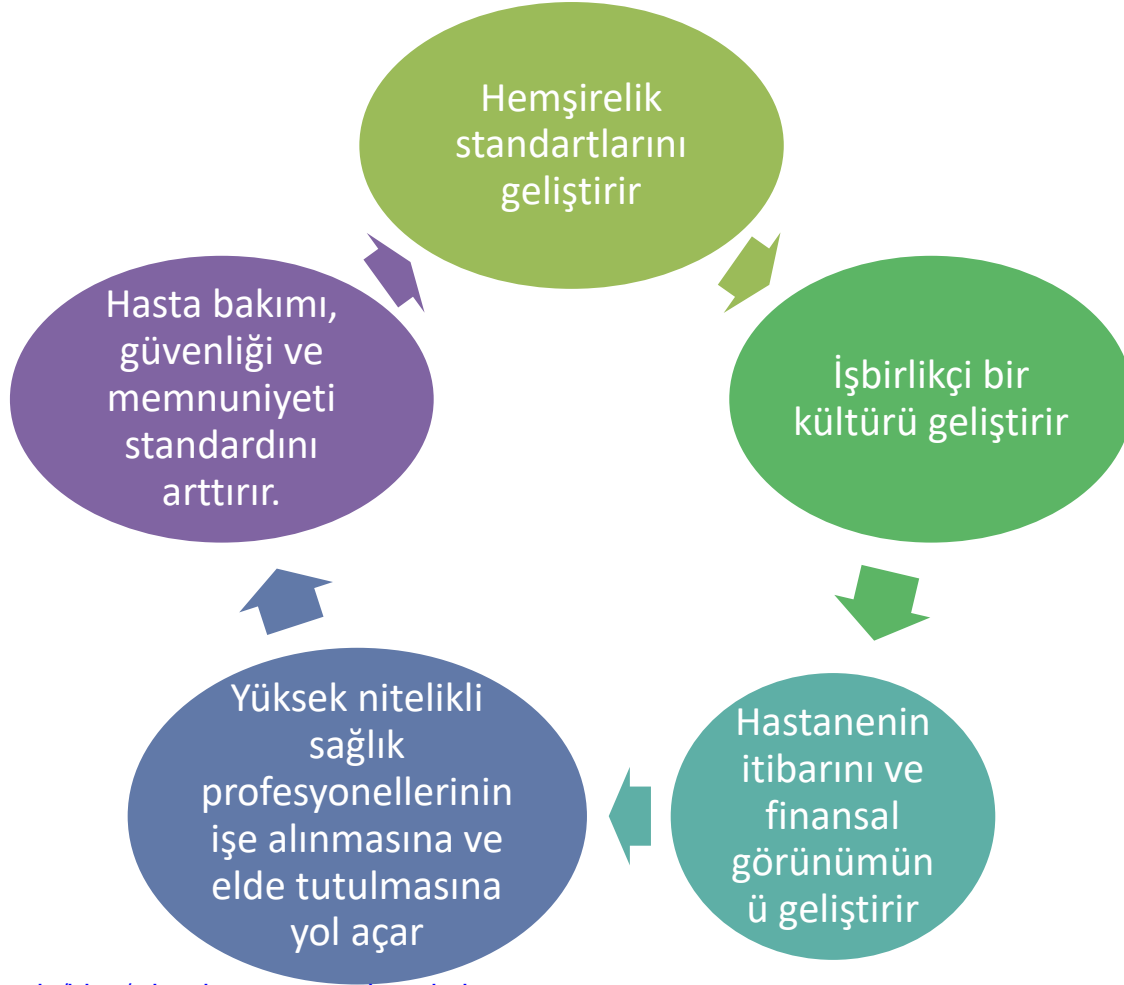 Hemşirelik
standartlarını
geliştirir
İşbirlikçi bir
kültürü geliştirir
Hastanenin
itibarını ve
finansal
görünümün
ü geliştirir
Yüksek nitelikli
sağlık
profesyonellerinin
işe alınmasına ve
elde tutulmasına
yol açar
Hasta bakımı,
güvenliği ve
memnuniyeti
standardını
arttırır.